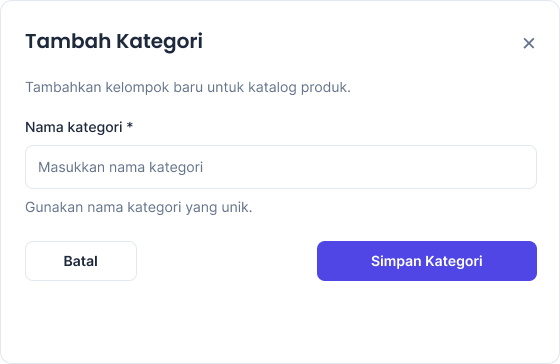 Tambah Kategori
Tambahkan kelompok baru untuk katalog produk.
Nama kategori *
Masukkan nama kategori
Gunakan nama kategori yang unik.
Batal
Simpan Kategori